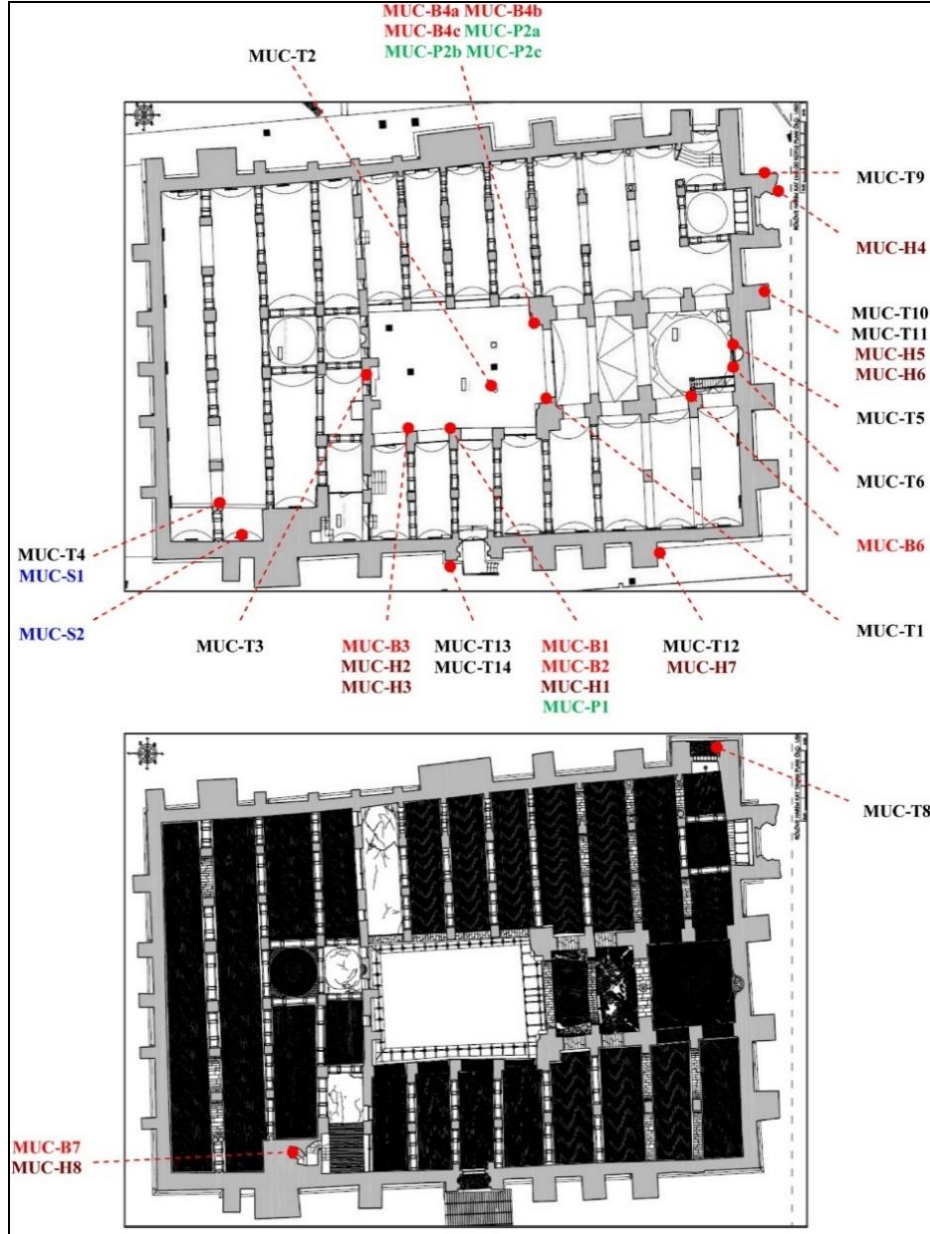 MUC-B4a MUC-B4b
MUC-B4c MUC-P2a
MUC-P2b MUC-P2c
MUC-T2
MUC-T9
MUC-H4
MUC-T10
MUC-T11
MUC-H5
MUC-H6
MUC-T5
MUC-T6
MUC-B6
MUC-T1
MUC-T4
MUC-S1
MUC-S2
MUC-T3
MUC-B3
MUC-H2
MUC-H3
MUC-T13
MUC-T14
MUC-B1
MUC-B2
MUC-H1
MUC-P1
MUC-T12
MUC-H7
MUC-T8
MUC-B7
MUC-H8